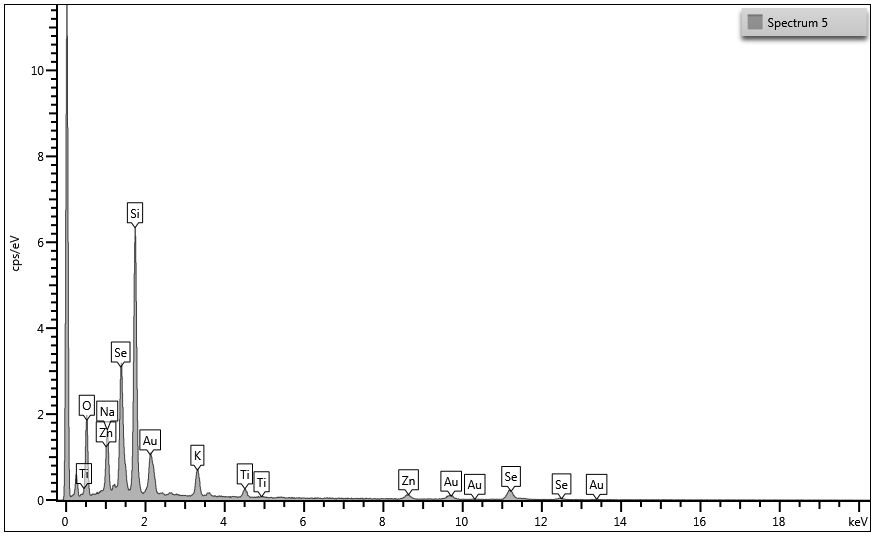 Spectrum 5
10
8
6
4
2
0
cps/eV
Si
Se
O
Na
Zn
Au
K
Ti
Ti
Ti
Zn
Au
Au
Se
Se
Au
0 2 4 6 8 10 12 14 16 18 keV